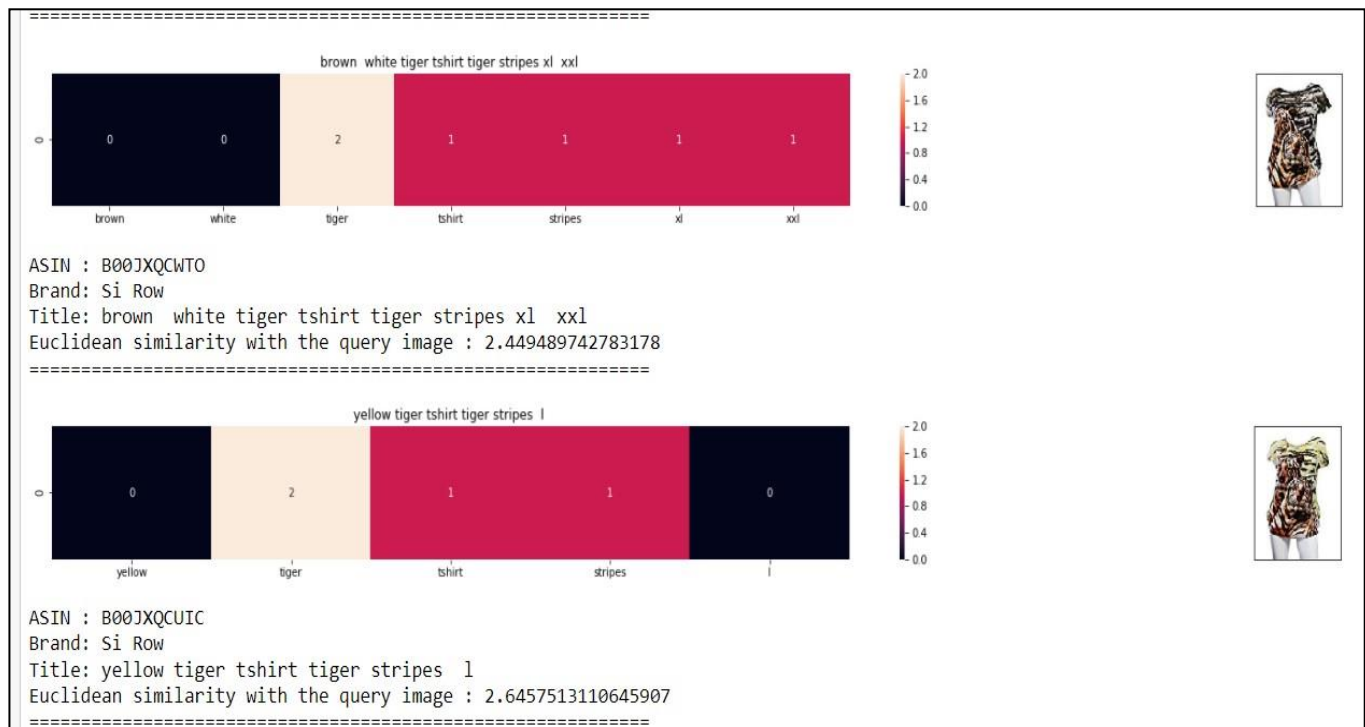 ============================================================
brown  white tiger tshirt tiger stripes xl  xxl
0
0 0 2 1 1 1 1
brown white tiger tshirt stripes xl xxl
2.0
1.6
1.2
0.8
0.4
0.0
ASIN : B00JXQCWTO
Brand: Si Row
Title: brown  white tiger tshirt tiger stripes xl  xxl
Euclidean similarity with the query image : 2.449489742783178
============================================================
yellow tiger tshirt tiger stripes  l
0
0 2 1 1 0
yellow tiger tshirt stripes l
2.0
1.6
1.2
0.8
0.4
0.0
ASIN : B00JXQCUIC
Brand: Si Row
Title: yellow tiger tshirt tiger stripes  l
Euclidean similarity with the query image : 2.6457513110645907
============================================================